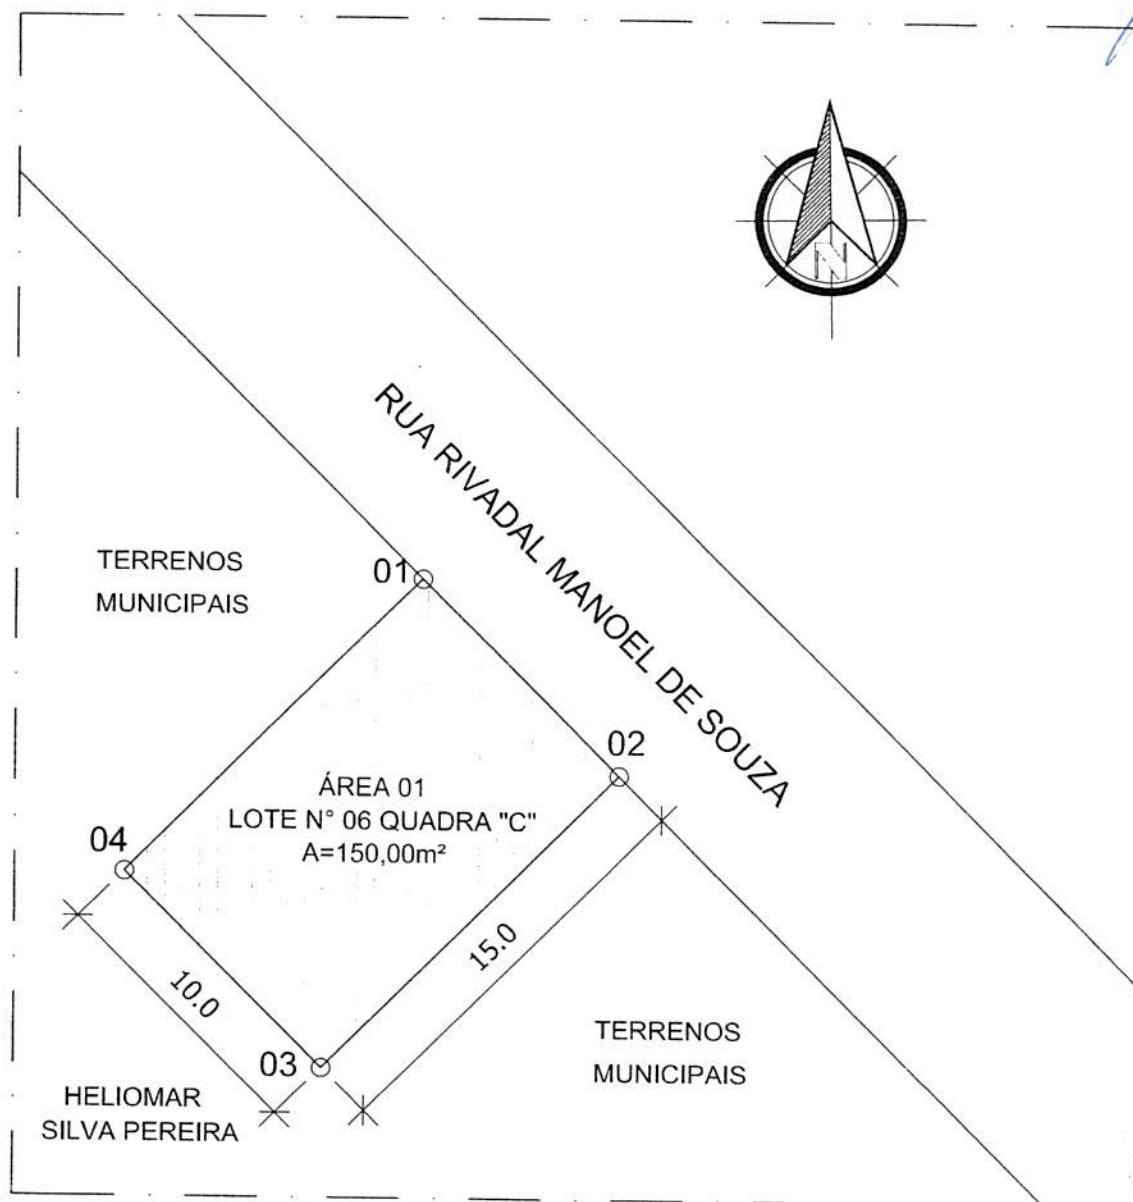 N
RUA RIVADAL MANOEL DE SOUZA
TERRENOS
MUNICIPAIS
01
02
ÁREA 01
LOTE N° 06 QUADRA "C"
A=150,00m²
04
15.0
10.0
03
TERRENOS
MUNICIPAIS
HELIOMAR
SILVA PEREIRA